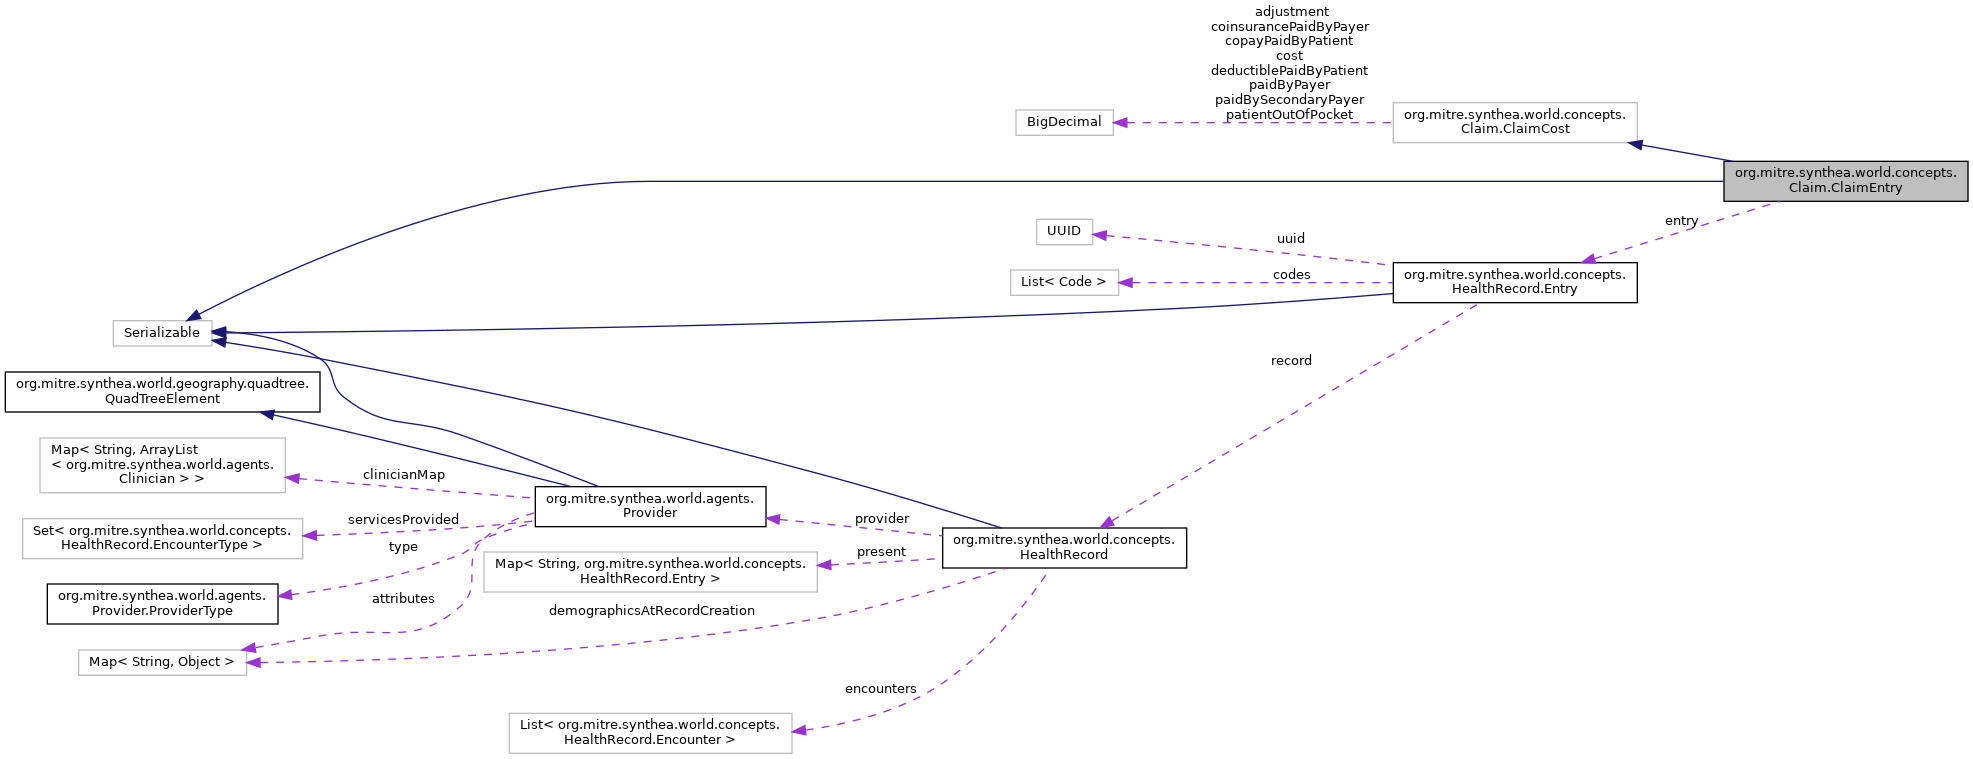 adjustment
coinsurancePaidByPayer
copayPaidByPatient
cost
deductiblePaidByPatient
paidByPayer
paidBySecondaryPayer
patientOutOfPocket
BigDecimal
org.mitre.synthea.world.concepts.
Claim.ClaimCost
org.mitre.synthea.world.concepts.
Claim.ClaimEntry
entry
UUID
uuid
List< Code >
codes
org.mitre.synthea.world.concepts.
HealthRecord.Entry
Serializable
record
org.mitre.synthea.world.geography.quadtree.
QuadTreeElement
Map< String, ArrayList
< org.mitre.synthea.world.agents.
Clinician > >
clinicianMap
org.mitre.synthea.world.agents.
Provider
provider
Set< org.mitre.synthea.world.concepts.
HealthRecord.EncounterType >
servicesProvided
type
org.mitre.synthea.world.concepts.
HealthRecord
present
Map< String, org.mitre.synthea.world.concepts.
HealthRecord.Entry >
org.mitre.synthea.world.agents.
Provider.ProviderType
attributes
demographicsAtRecordCreation
Map< String, Object >
encounters
List< org.mitre.synthea.world.concepts.
HealthRecord.Encounter >